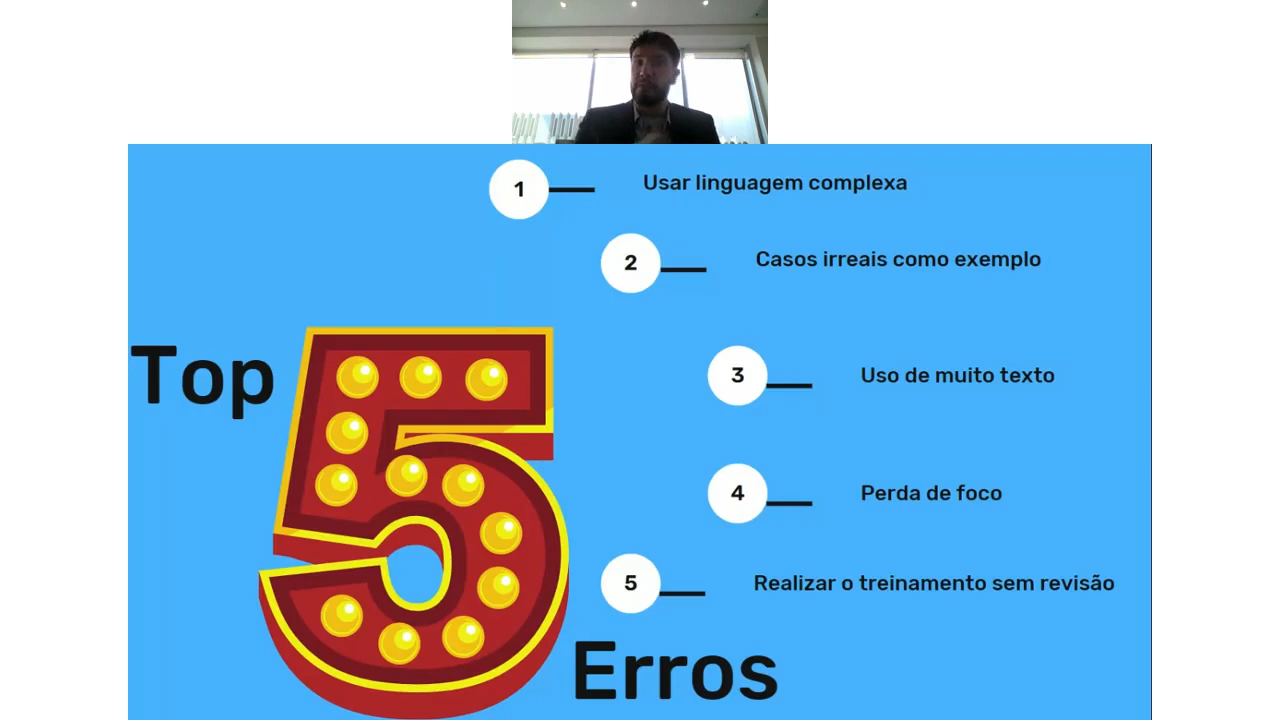 1 Usar linguagem complexa
2 Casos irreais como exemplo
Top 5 Erros
3 Uso de muito texto
4 Perda de foco
5 Realizar o treinamento sem revisão